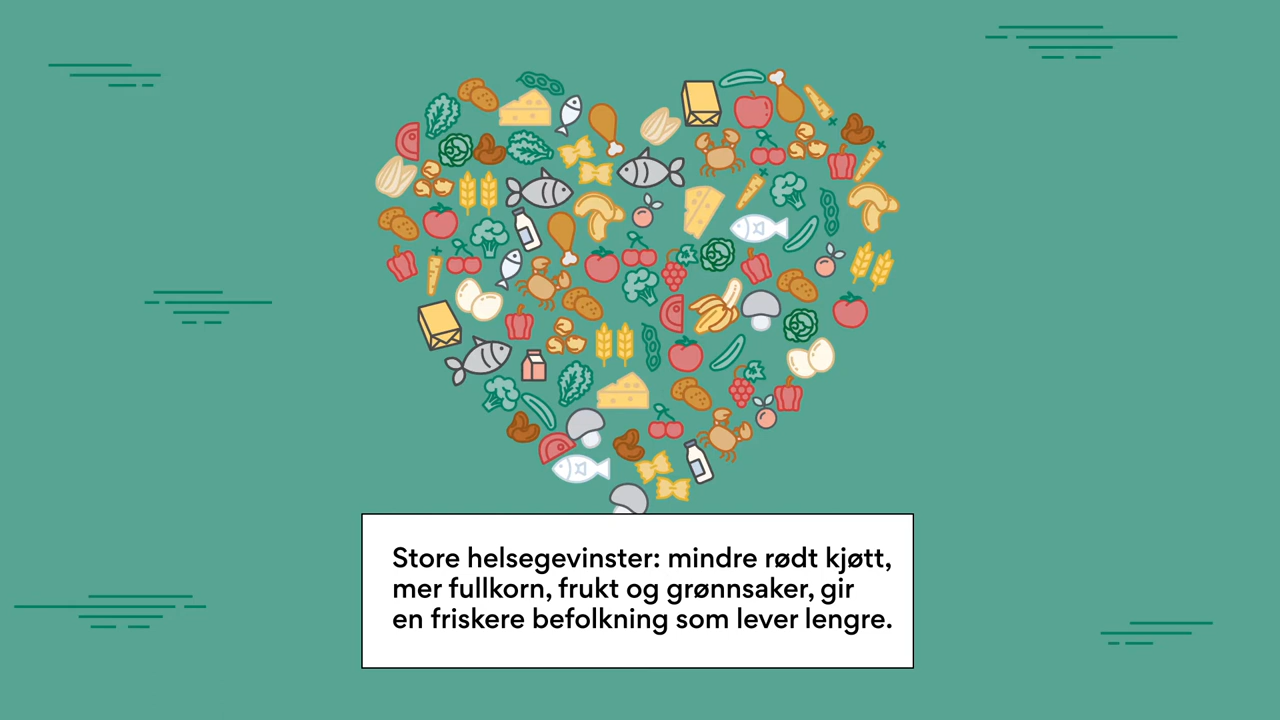 Store helsegevinster: mindre rødt kjøtt,
mer fullkorn, frukt og grønnsaker, gir
en friskere befolkning som lever lengre.